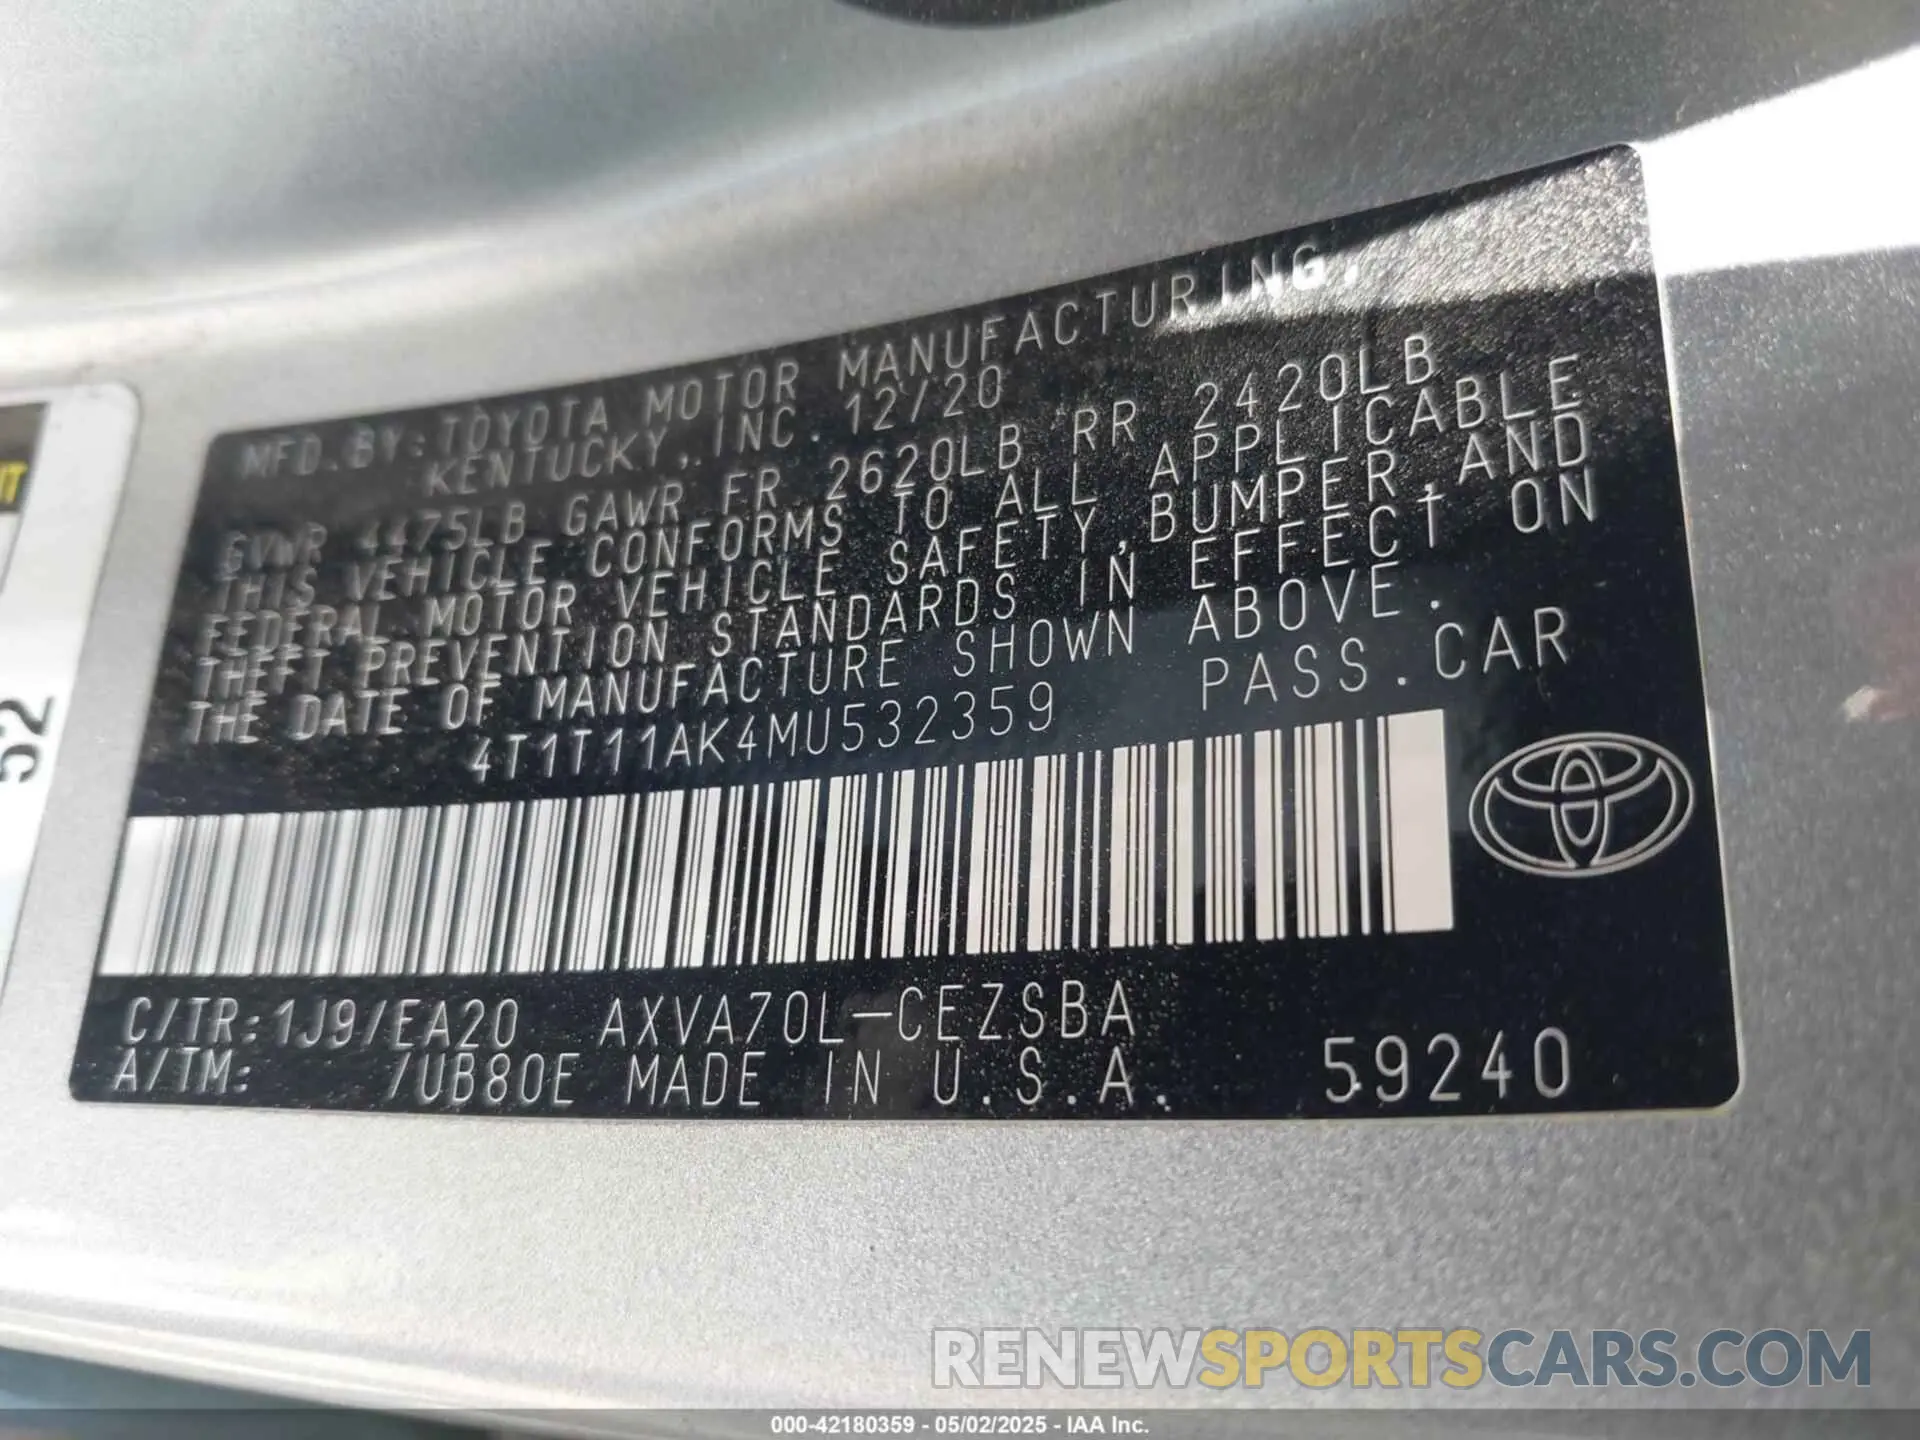 MFD. BY: TOYOTA MOTOR MANUFACTURING,
KENTUCKY, INC. 12/20
GVWR 4475LB GAWR FR 2620LB RR 2420LB
THIS VEHICLE CONFORMS TO ALL APPLICABLE
FEDERAL MOTOR VEHICLE SAFETY, BUMPER, AND
THEFT PREVENTION STANDARDS IN EFFECT ON
THE DATE OF MANUFACTURE SHOWN ABOVE.
4T1T11AK4MU532359 PASS. CAR
C/TR: 1J9/EA20 AXVA70L-CEZSBA
A/TM: /UB80E MADE IN U.S.A. 59240
52
RENEWSPORTSCARS.COM
000-42180359 - 05/02/2025 - IAA Inc.